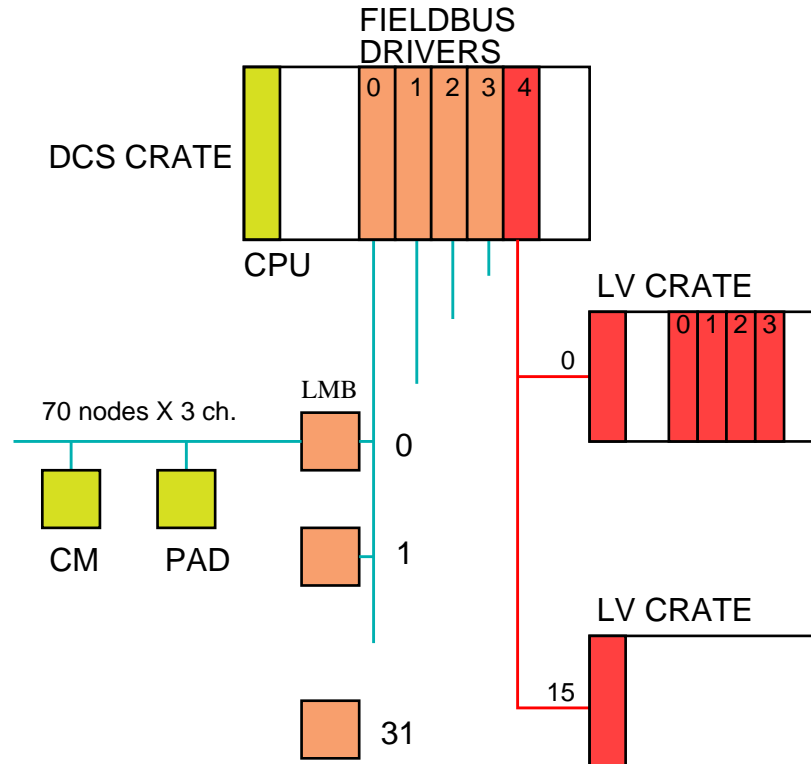 FIELDBUS
DRIVERS
0 1 2 3 4
DCS CRATE
CPU
LV CRATE
0 1 2 3
0
LMB
70 nodes X 3 ch.
0
CM
PAD
1
LV CRATE
15
31